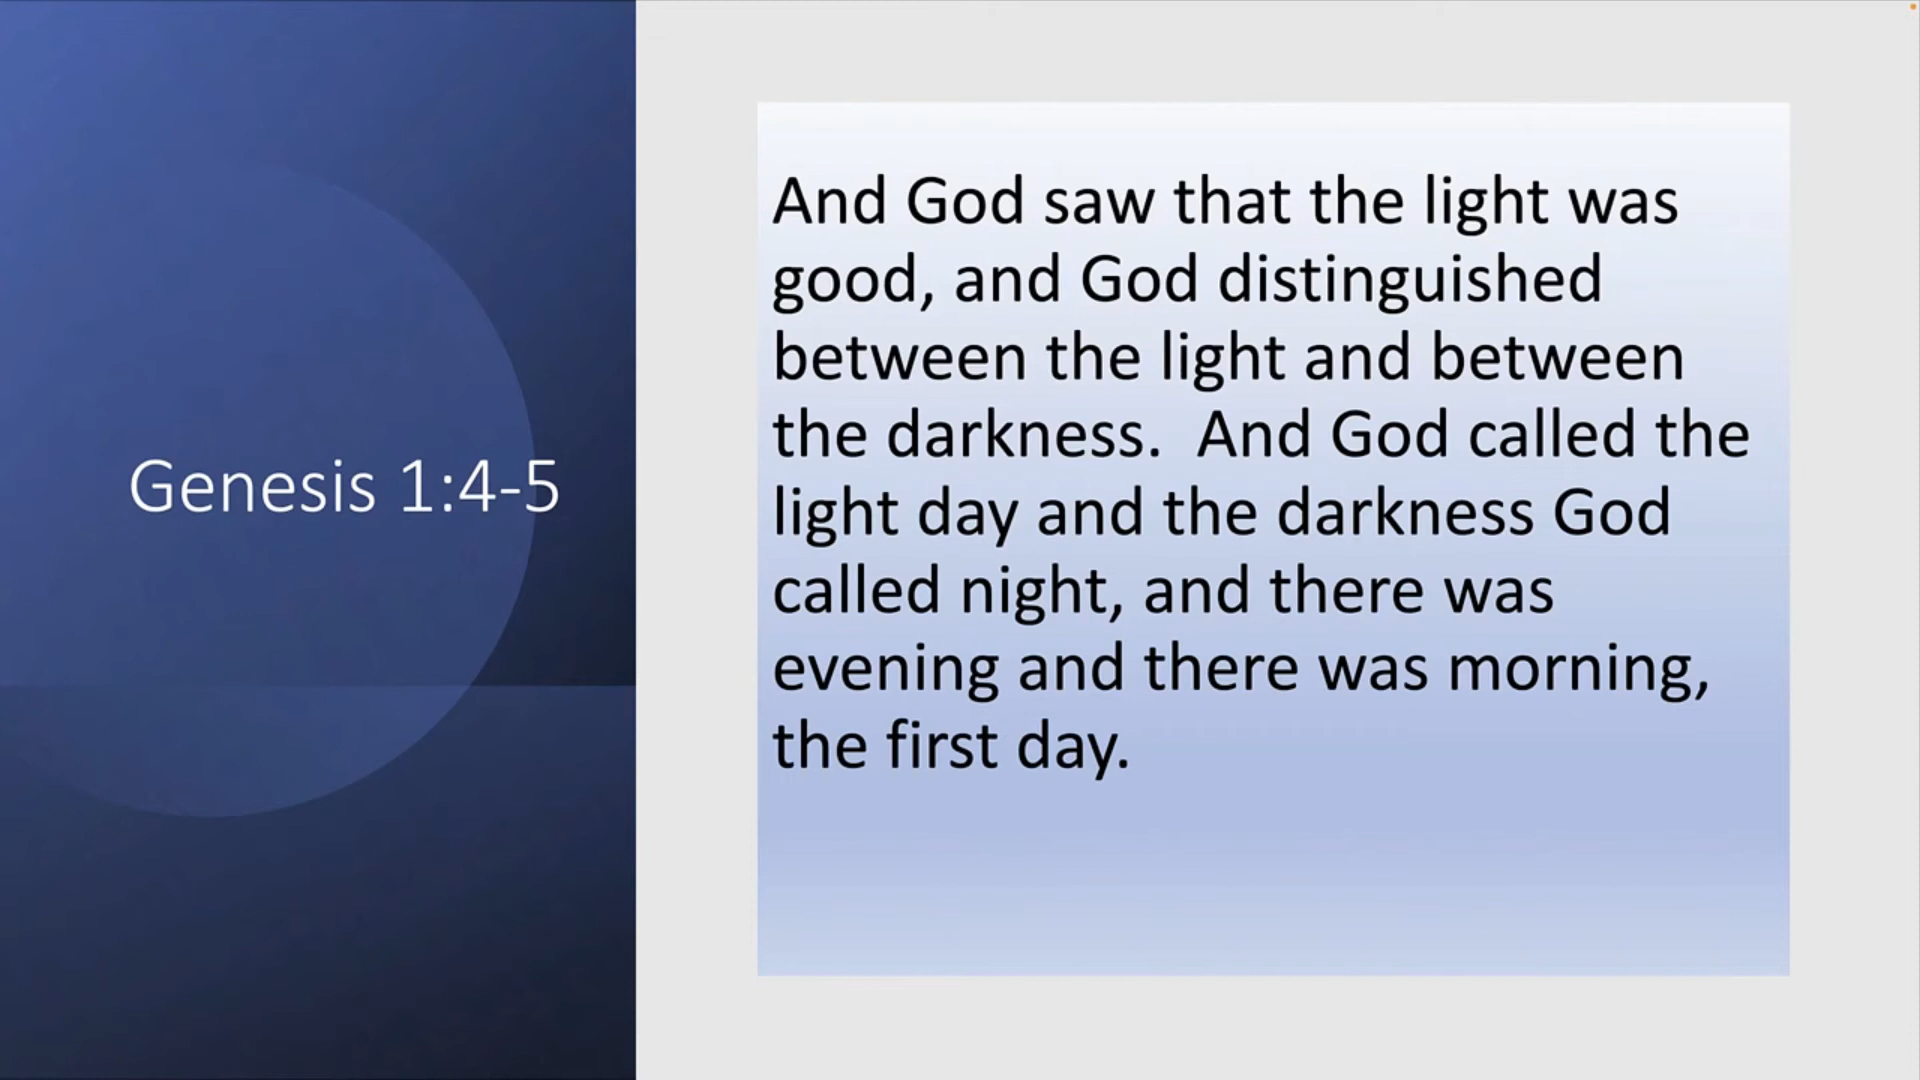 Genesis 1:4-5
And God saw that the light was
good, and God distinguished
between the light and between
the darkness.  And God called the
light day and the darkness God
called night, and there was
evening and there was morning,
the first day.